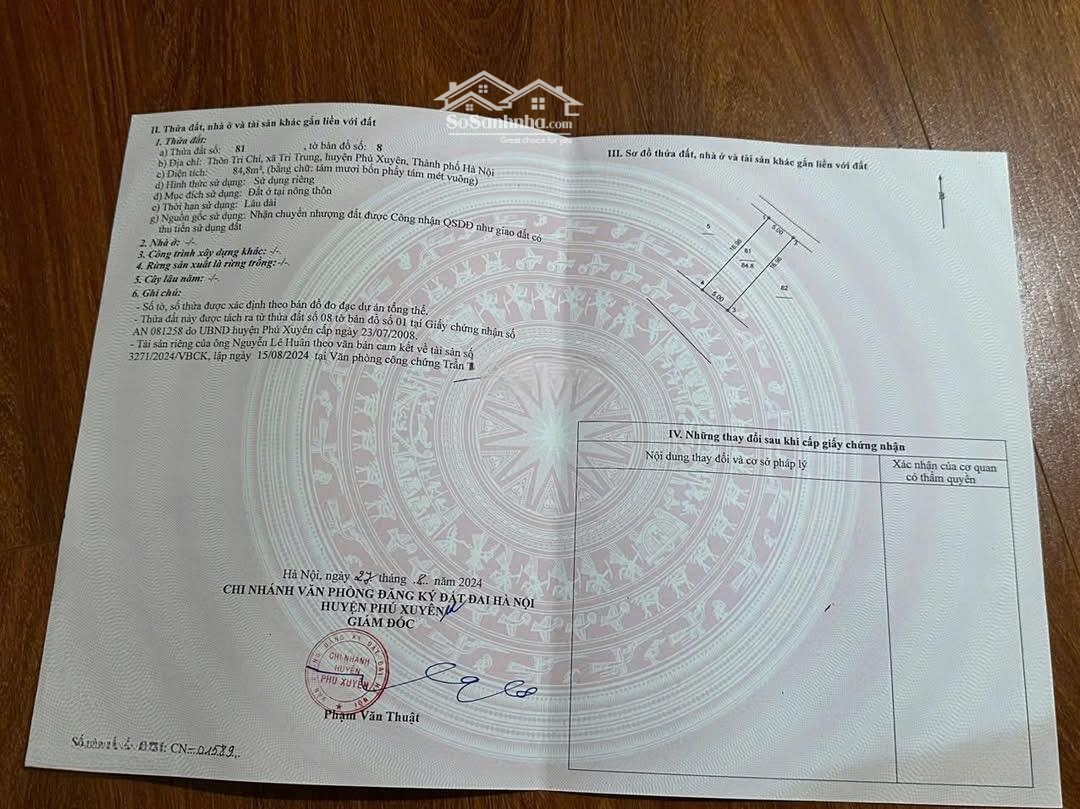 SoSanhnha.com
Great choice for you
II. Thửa đất, nhà ở và tài sản khác gắn liền với đất
1. Thửa đất:
a) Thửa đất số: 81 , tờ bản đồ số: 8
b) Địa chỉ: Thôn Tri Chỉ, xã Tri Trung, huyện Phú Xuyên, Thành phố Hà Nội
c) Diện tích: 84,8m², (bằng chữ: tám mươi bốn phẩy tám mét vuông)
d) Hình thức sử dụng: Sử dụng riêng
đ) Mục đích sử dụng: Đất ở tại nông thôn
e) Thời hạn sử dụng: Lâu dài
g) Nguồn gốc sử dụng: Nhận chuyển nhượng đất được Công nhận QSDĐ như giao đất có
thu tiền sử dụng đất
2. Nhà ở: -/-
3. Công trình xây dựng khác: -/-
4. Rừng sản xuất là rừng trồng:-/-
5. Cây lâu năm: -/-
6. Ghi chú:
- Số tờ, số thửa được xác định theo bản đồ đo đạc dự án tổng thể.
- Thửa đất này được tách ra từ thửa đất số 08 tờ bản đồ số 01 tại Giấy chứng nhận số
AN 081258 do UBND huyện Phú Xuyên cấp ngày 23/07/2008.
- Tài sản riêng của ông Nguyễn Lê Huân theo văn bản cam kết về tài sản số
3271/2024/VBCK, lập ngày 15/08/2024 tại Văn phòng công chứng Trần
Hà Nội, ngày 27 tháng 8 năm 2024
CHI NHÁNH VĂN PHÒNG ĐĂNG KÝ ĐẤT ĐAI HÀ NỘI
HUYỆN PHÚ XUYÊN
GIÁM ĐỐC
CHI NHÁNH
HUYỆN
PHÚ XUYÊN
Phạm Văn Thuật
CN 01589
III. Sơ đồ thửa đất, nhà ở và tài sản khác gắn liền với đất
B
1
5.00
5
16.96
81
84.8
16.96
4
5.00
82
IV. Những thay đổi sau khi cấp giấy chứng nhận
Nội dung thay đổi và cơ sở pháp lý
Xác nhận của cơ quan
có thẩm quyền